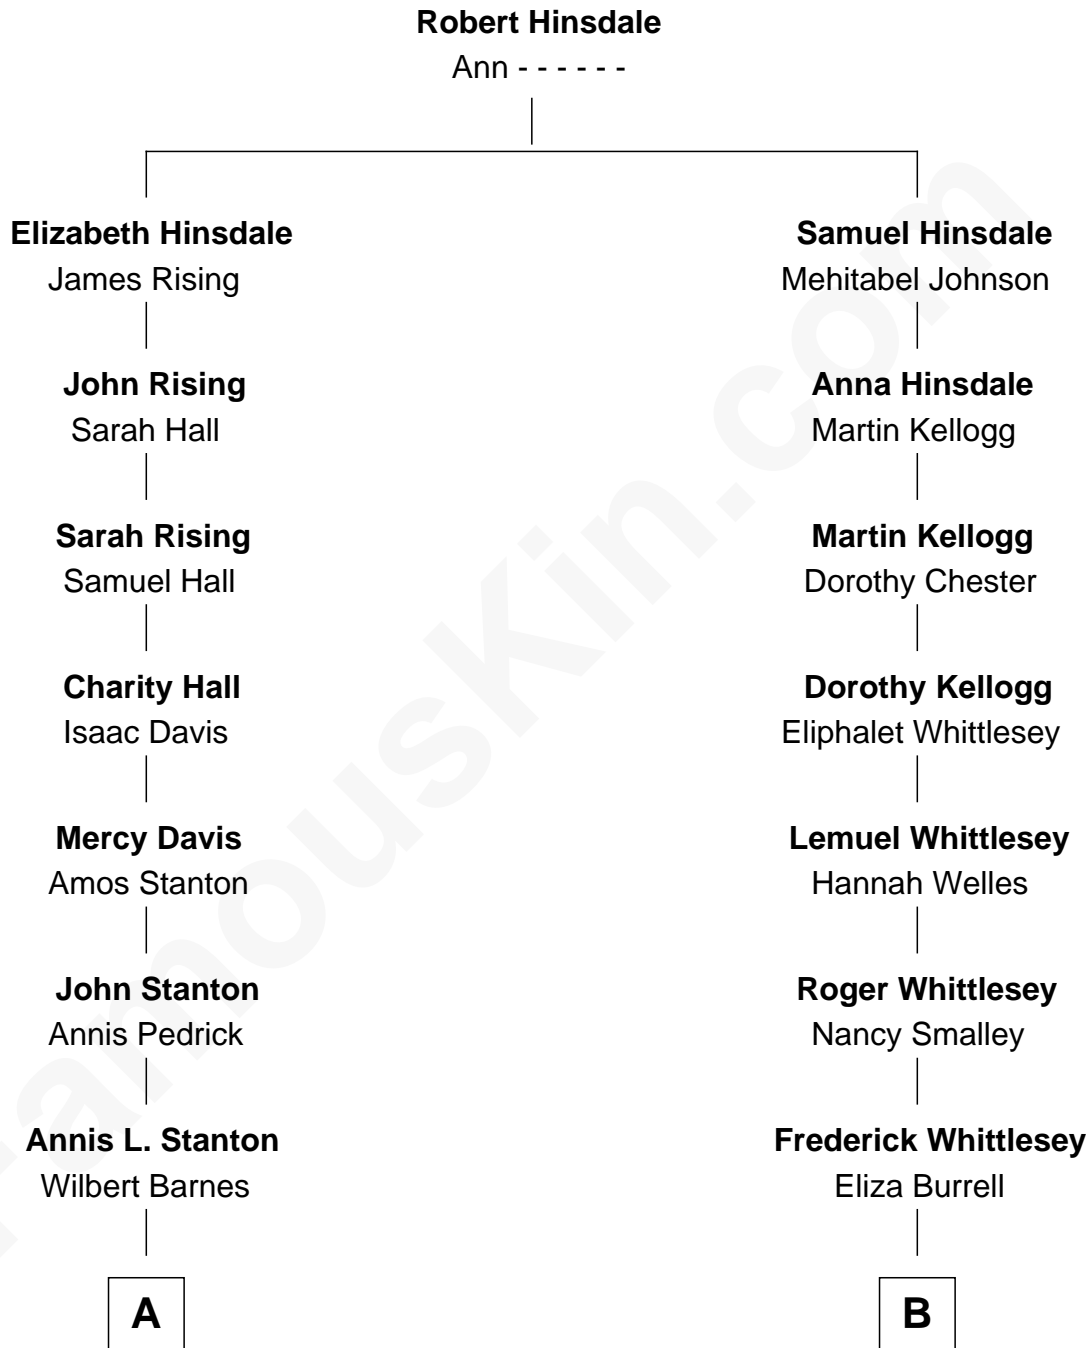 Robert Hinsdale
Ann - - - - - -
Elizabeth Hinsdale
James Rising
Samuel Hinsdale
Mehitabel Johnson
John Rising
Sarah Hall
Anna Hinsdale
Martin Kellogg
Sarah Rising
Samuel Hall
Martin Kellogg
Dorothy Chester
Charity Hall
Isaac Davis
Dorothy Kellogg
Eliphalet Whittlesey
Mercy Davis
Amos Stanton
Lemuel Whittlesey
Hannah Welles
John Stanton
Annis Pedrick
Roger Whittlesey
Nancy Smalley
Annis L. Stanton
Wilbert Barnes
Frederick Whittlesey
Eliza Burrell
A
B
FamousKin.com